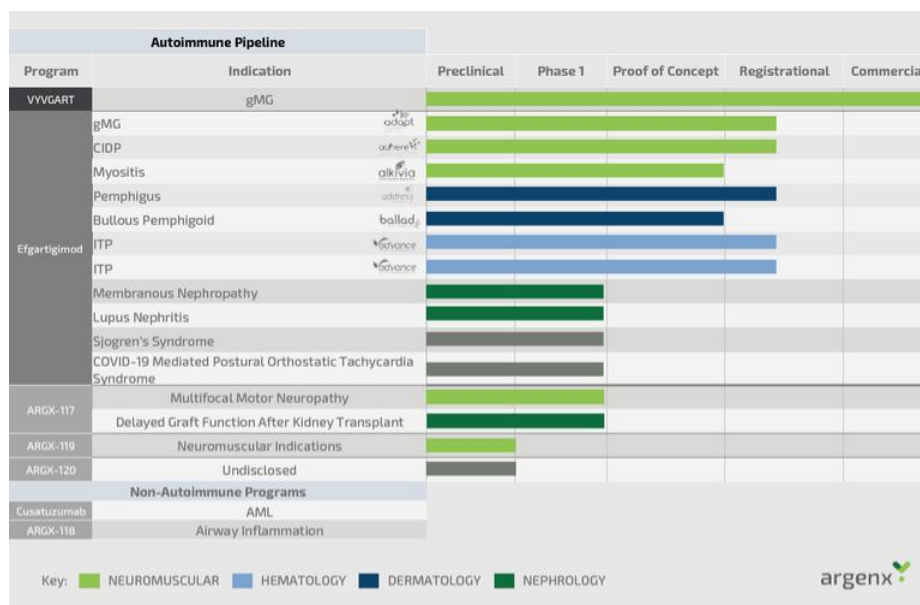 Autoimmune Pipeline
Program Indication Preclinical Phase 1 Proof of Concept Registrational Commercia
VYVGART gMG
gMG adapt
CIDP adhere
Myositis alkivia
Pemphigus address
Bullous Pemphigoid ballad
Efgartigimod
ITP advance
ITP advance
Membranous Nephropathy
Lupus Nephritis
Sjogren's Syndrome
COVID-19 Mediated Postural Orthostatic Tachycardia
Syndrome
ARGX-117
Multifocal Motor Neuropathy
Delayed Graft Function After Kidney Transplant
ARGX-119 Neuromuscular Indications
ARGX-120 Undisclosed
Non-Autoimmune Programs
Cusatuzumab AML
ARGX-118 Airway Inflammation
Key: NEUROMUSCULAR HEMATOLOGY DERMATOLOGY NEPHROLOGY
argenx